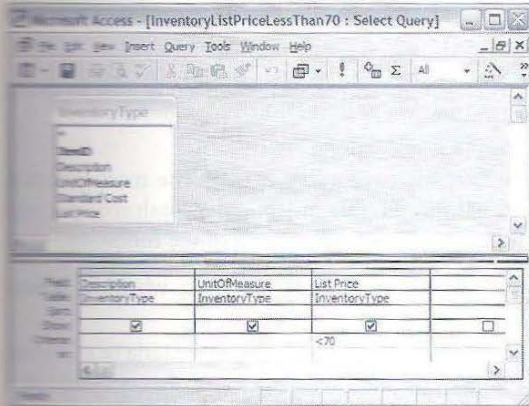 Microsoft Access - [InventoryListPriceLessThan70 : Select Query]
File Edit View Insert Query Tools Window Help
All
InventoryType
*
ItemID
Description
UnitOfMeasure
Standard Cost
List Price
Field: Description UnitOfMeasure List Price
Table: InventoryType InventoryType InventoryType
Sort:
Show:
Criteria: <70
or: